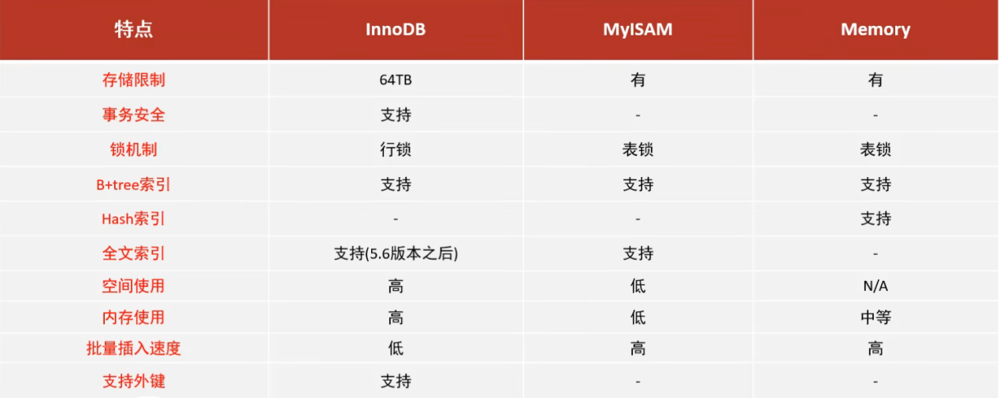 特点 InnoDB MyISAM Memory
存储限制 64TB 有 有
事务安全 支持 - -
锁机制 行锁 表锁 表锁
B+tree索引 支持 支持 支持
Hash索引 - - 支持
全文索引 支持(5.6版本之后) 支持 -
空间使用 高 低 N/A
内存使用 高 低 中等
批量插入速度 低 高 高
支持外键 支持 - -